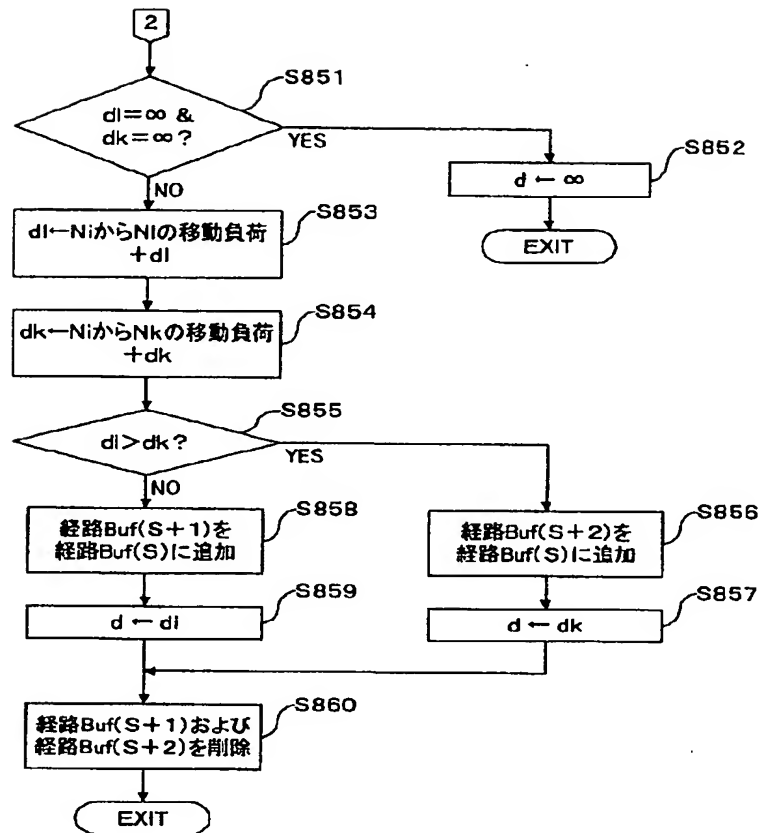 2
S851
dl=∞ &
dk=∞?
YES
S852
d ← ∞
EXIT
NO
S853
dl←NiからNlの移動負荷
+dl
S854
dk←NiからNkの移動負荷
+dk
S855
dl>dk?
YES
NO
S858
経路Buf(S+1)を
経路Buf(S)に追加
S856
経路Buf(S+2)を
経路Buf(S)に追加
S859
d ← dl
S857
d ← dk
S860
経路Buf(S+1)および
経路Buf(S+2)を削除
EXIT